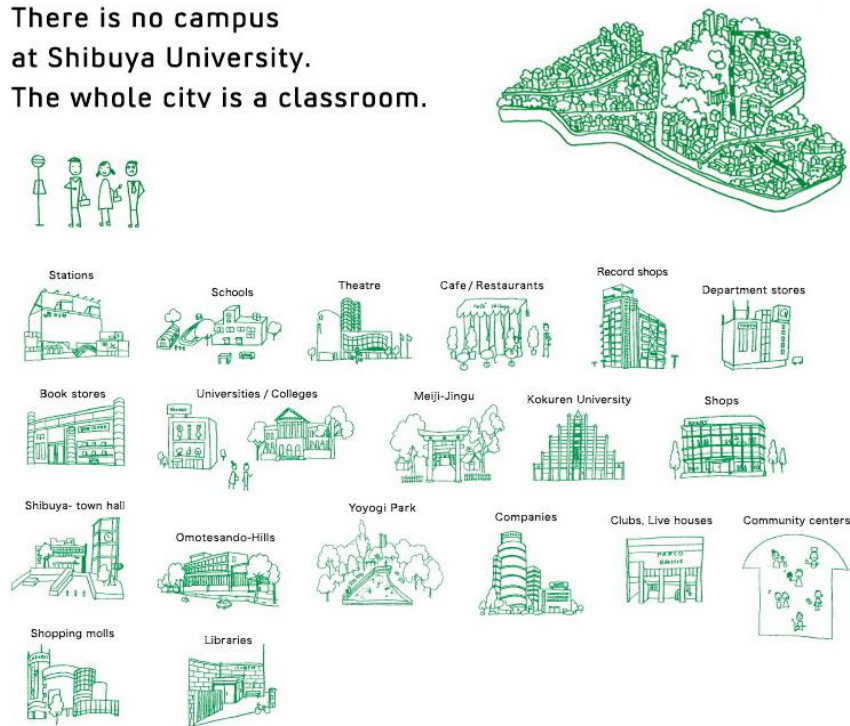 There is no campus
at Shibuya University.
The whole city is a classroom.
Stations
Schools
Theatre
Cafe / Restaurants
Record shops
Department stores
Book stores
Universities / Colleges
Meiji-Jingu
Kokuren University
Shops
Shibuya- town hall
Omotesando-Hills
Yoyogi Park
Companies
Clubs, Live houses
PARCO
Community centers
Shopping molls
Libraries